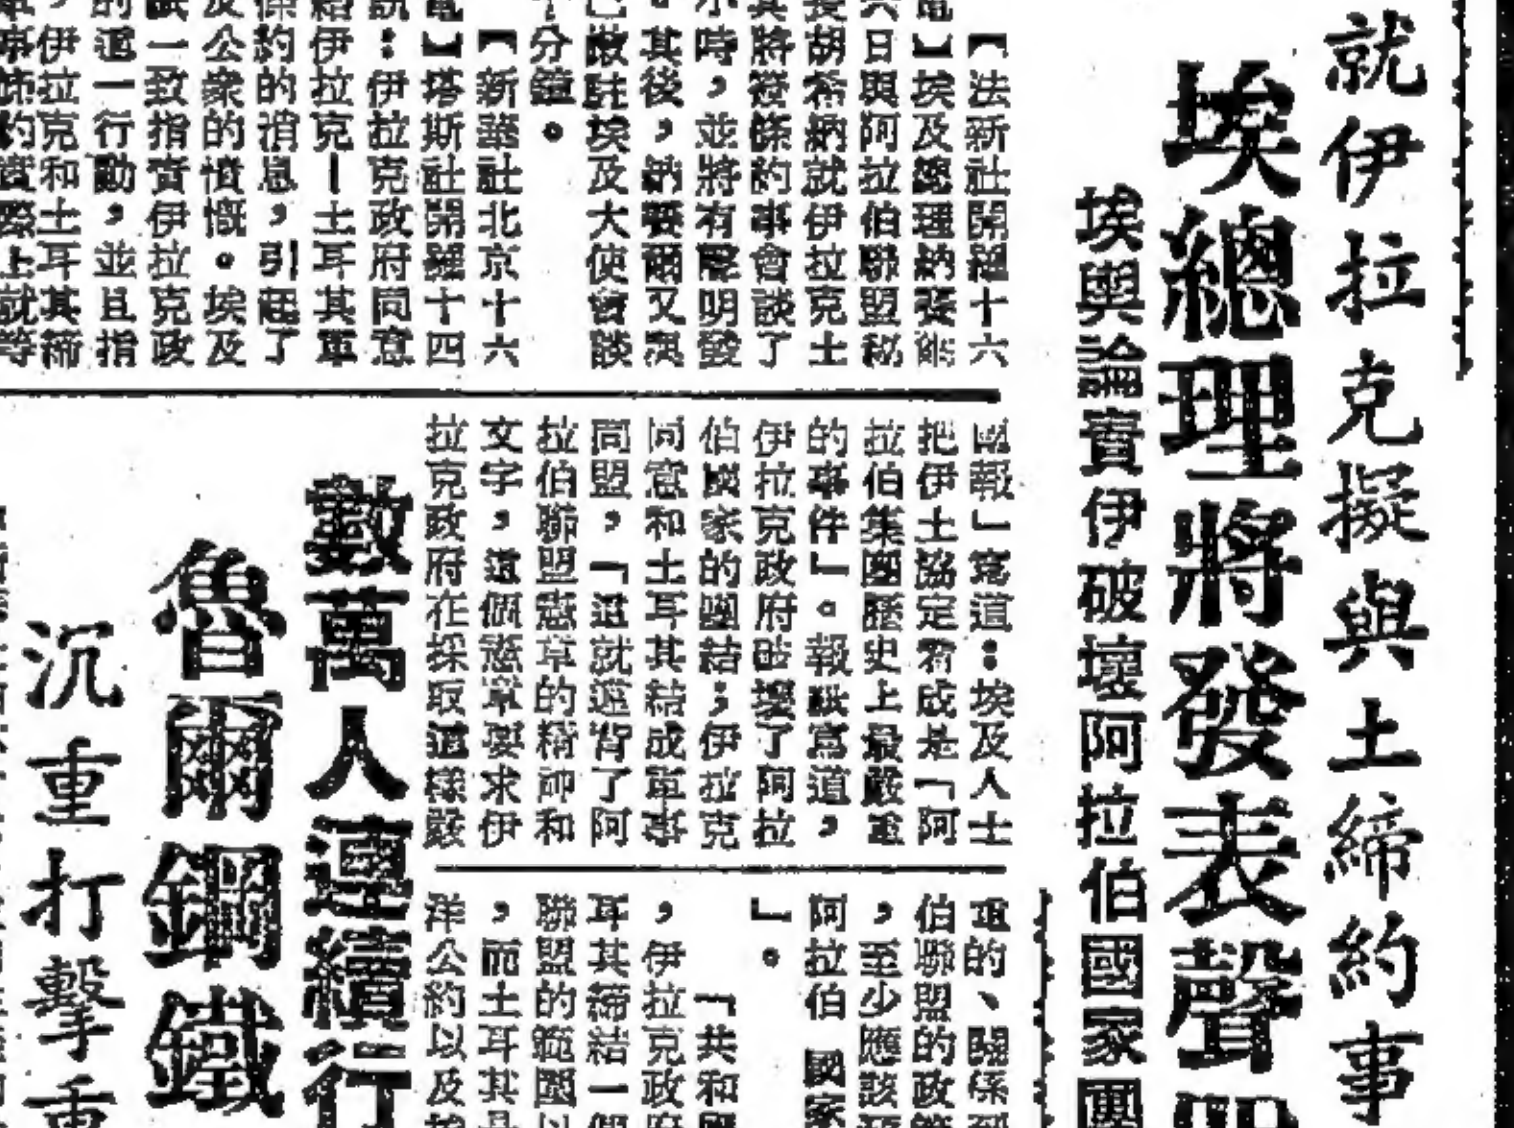 就伊拉克擬與土締約事
埃總理將發表聲
埃輿論責伊破壞阿拉伯國家團
【法新社開羅十六
電】埃及總理納賽爾
六日與阿拉伯聯盟秘
長胡希納就伊拉克土
其將簽條約事會談了
小時,並將有聲明發
。其後,納賽爾又與
巴歇駐埃及大使會談
十分鐘。
【新華社北京十六
電】塔斯社開羅十四
訊:伊拉克政府同意
結伊拉克—土耳其軍
條約的消息,引起了
及公衆的憤慨。埃及
紙一致指責伊拉克政
的這一行動,並且指
,伊拉克和土耳其締
軍事條約實際上就等
國報」寫道:埃及人士
把伊土協定看成是「阿
拉伯集團歷史上最嚴重
的事件」。報紙寫道,
伊拉克政府破壞了阿拉
伯國家的團結;伊拉克
同意和土耳其結成軍事
同盟,「這就違背了阿
拉伯聯盟憲章的精神和
文字,這個憲章要求伊
拉克政府在採取這樣嚴
重的、關係到
伯聯盟的政策
,至少應該
阿拉伯 國家
」。
「共和國
,伊拉克政府
耳其締結一個
聯盟的範圍以
,而土耳其是
洋公約以及埃
數萬人連續行
魯爾鋼鐵
沉重打擊重